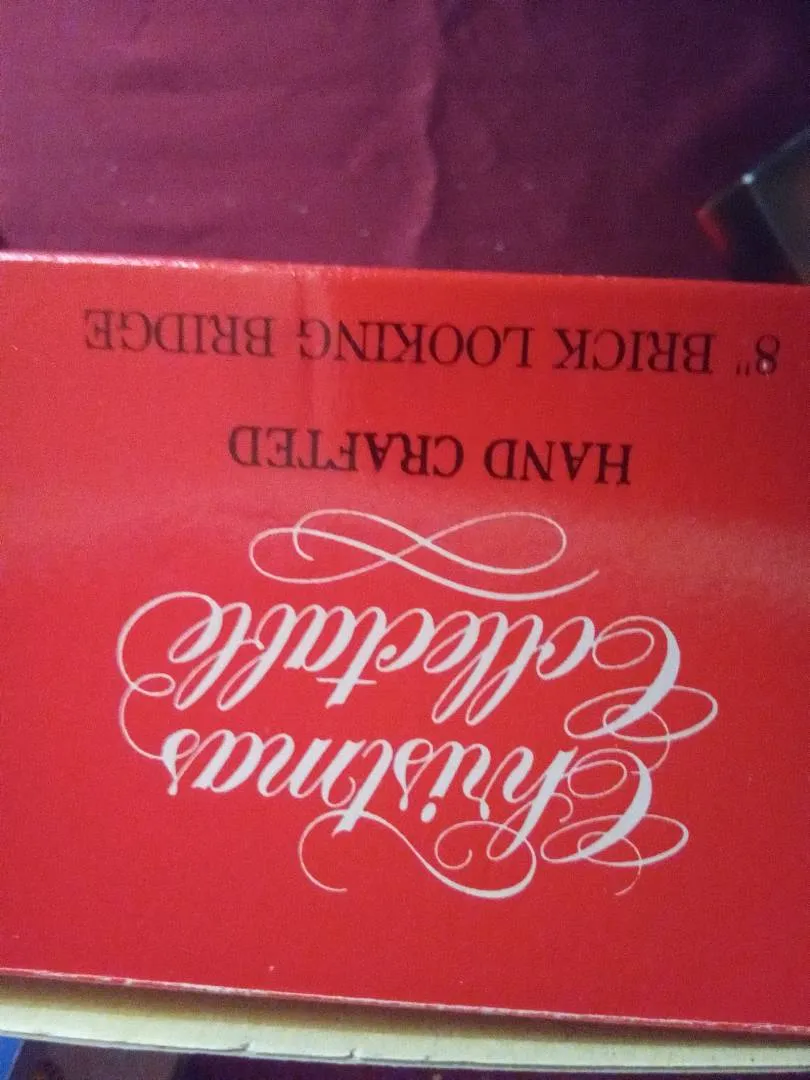 Christmas
Collectable
HAND CRAFTED
8" BRICK LOOKING BRIDGE